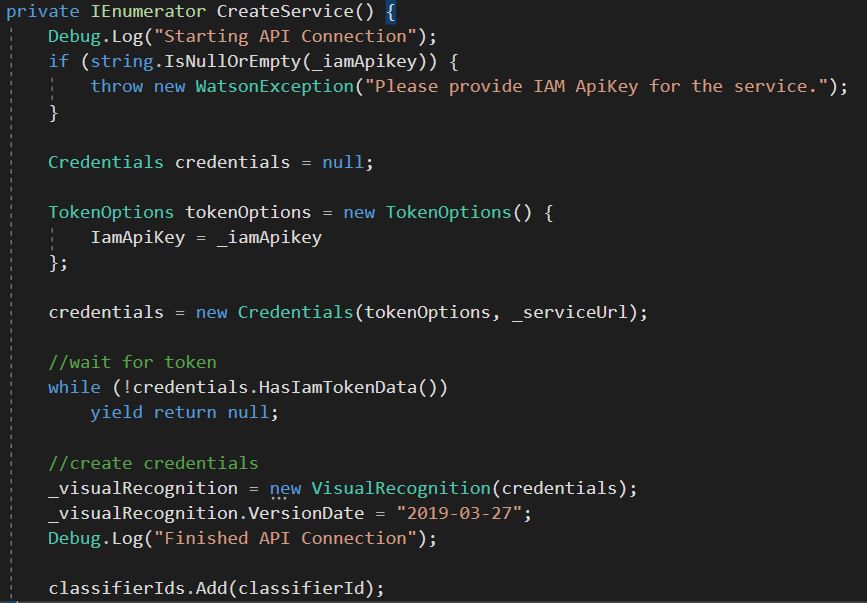 private IEnumerator CreateService() {
Debug.Log("Starting API Connection");
if (string.IsNullOrEmpty(_iamApikey)) {
throw new WatsonException("Please provide IAM ApiKey for the service.");
}
Credentials credentials = null;
TokenOptions tokenOptions = new TokenOptions() {
IamApiKey = _iamApikey
};
credentials = new Credentials(tokenOptions, _serviceUrl);
//wait for token
while (!credentials.HasIamTokenData())
yield return null;
//create credentials
_visualRecognition = new VisualRecognition(credentials);
_visualRecognition.VersionDate = "2019-03-27";
Debug.Log("Finished API Connection");
classifierIds.Add(classifierId);